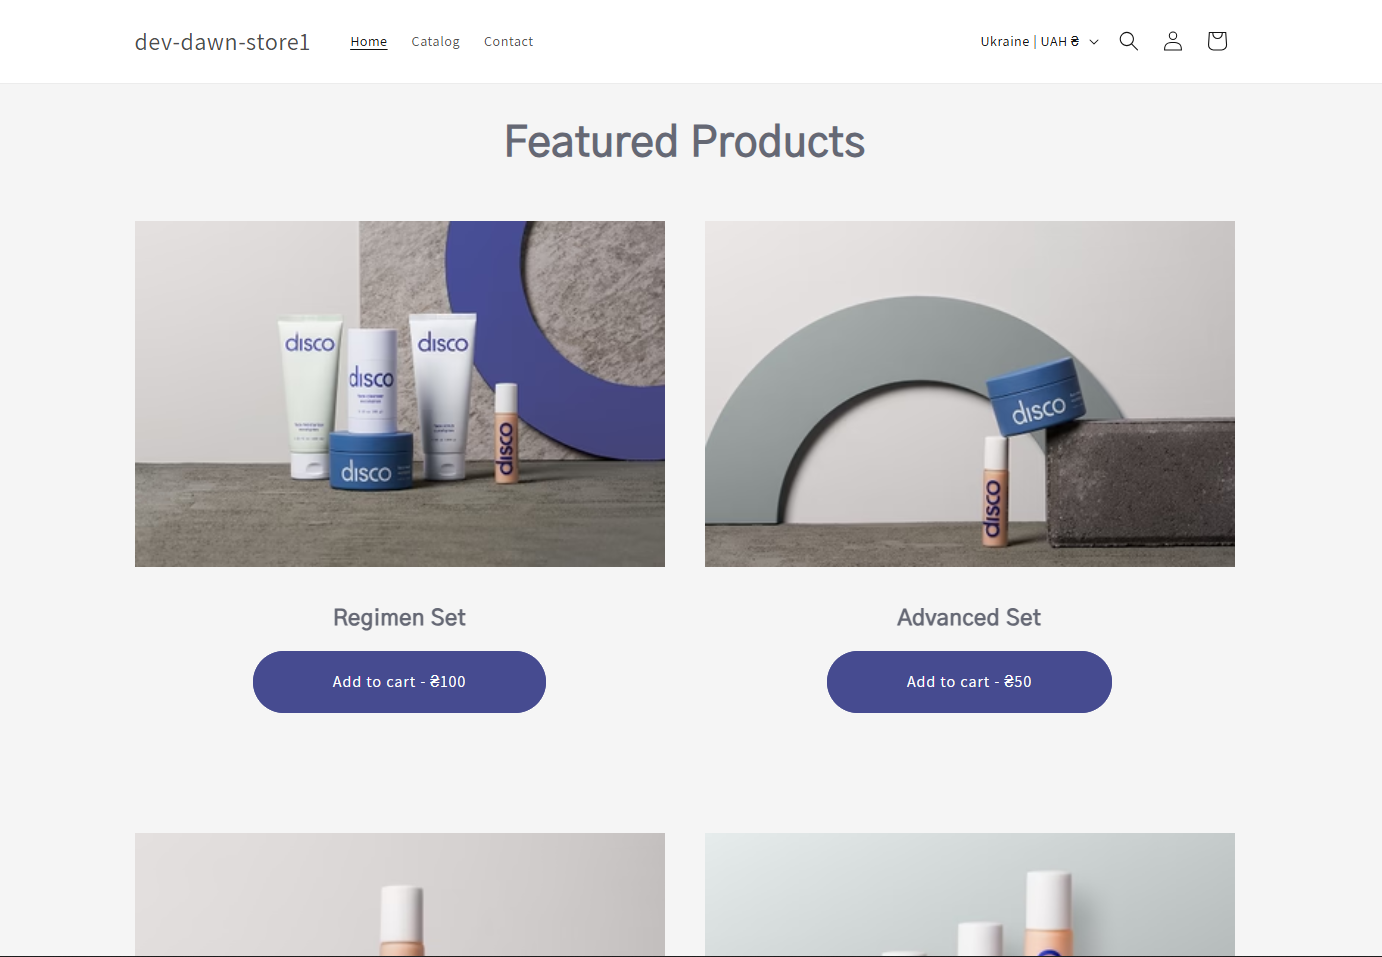 dev-dawn-store1 Home Catalog Contact Ukraine | UAH ₴
Featured Products
disco
disco
disco
disco
disco
disco
disco
Regimen Set
Advanced Set
Add to cart - ₴100
Add to cart - ₴50